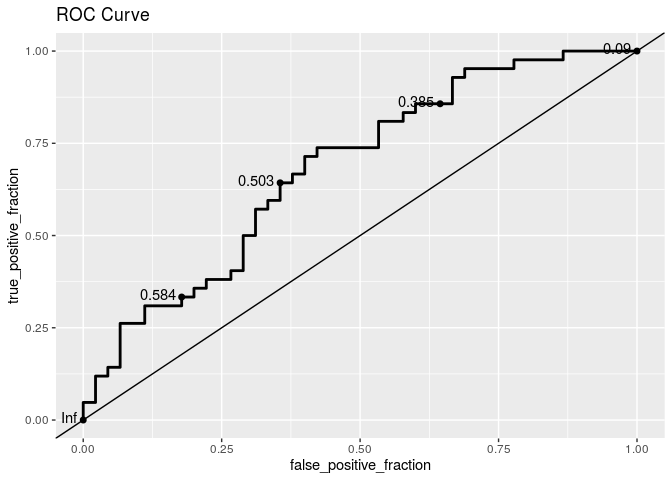 ROC Curve
1.00
0.75
0.50
0.25
0.00
true_positive_fraction
0.09
0.385
0.503
0.584
Inf
0.00 0.25 0.50 0.75 1.00
false_positive_fraction